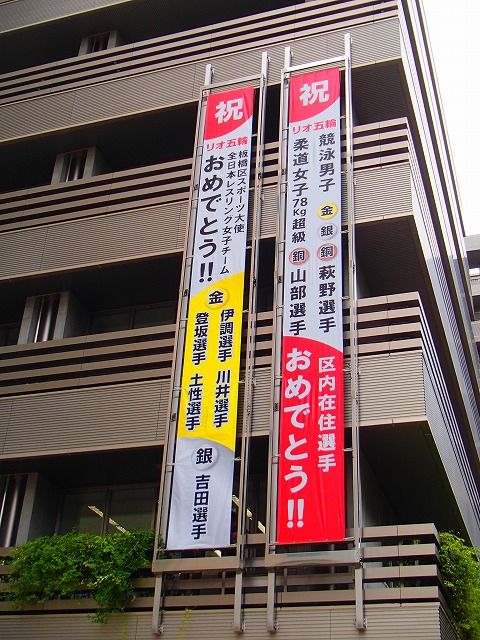 祝
リオ五輪
競泳男子 金 銀 銅 萩野選手
柔道女子78Kg超級 銅 山部選手
区内在住選手
おめでとう!!
祝
リオ五輪
板橋区スポーツ大使
全日本レスリング女子チーム
おめでとう!!
金
伊調選手 川井選手
登坂選手 土性選手
銀 吉田選手